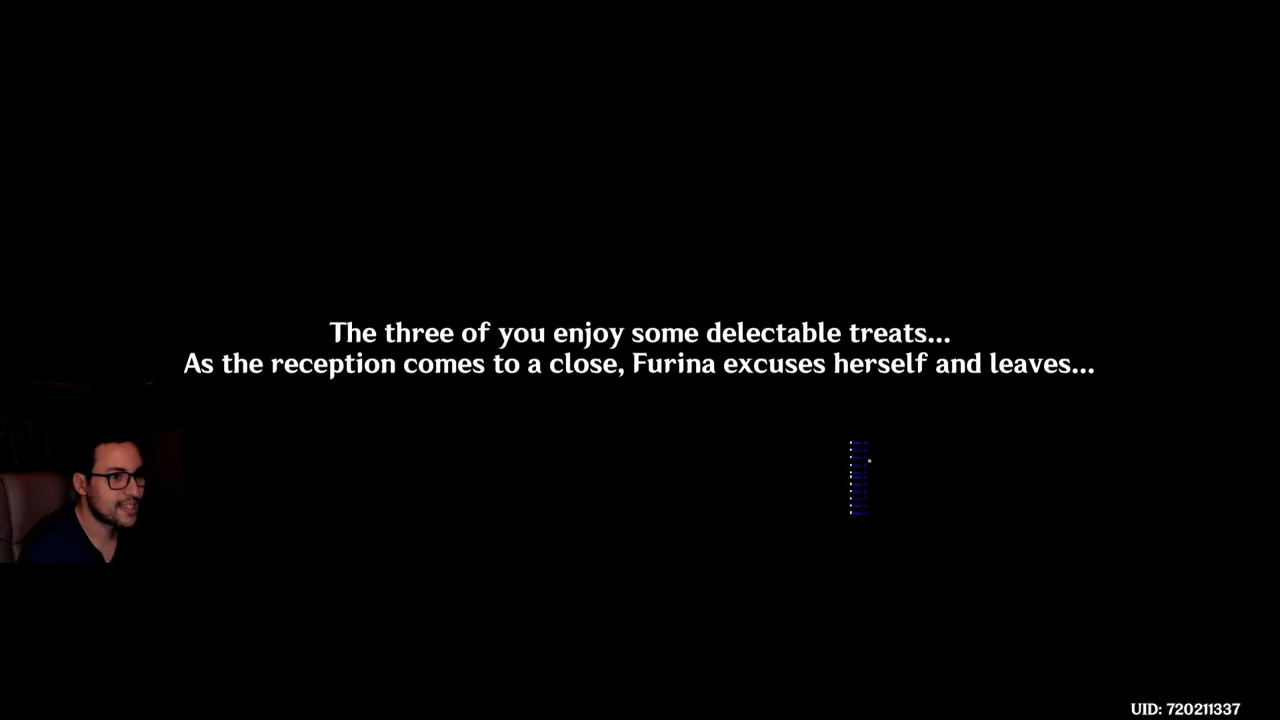 The three of you enjoy some delectable treats...
As the reception comes to a close, Furina excuses herself and leaves...
UID: 720211337